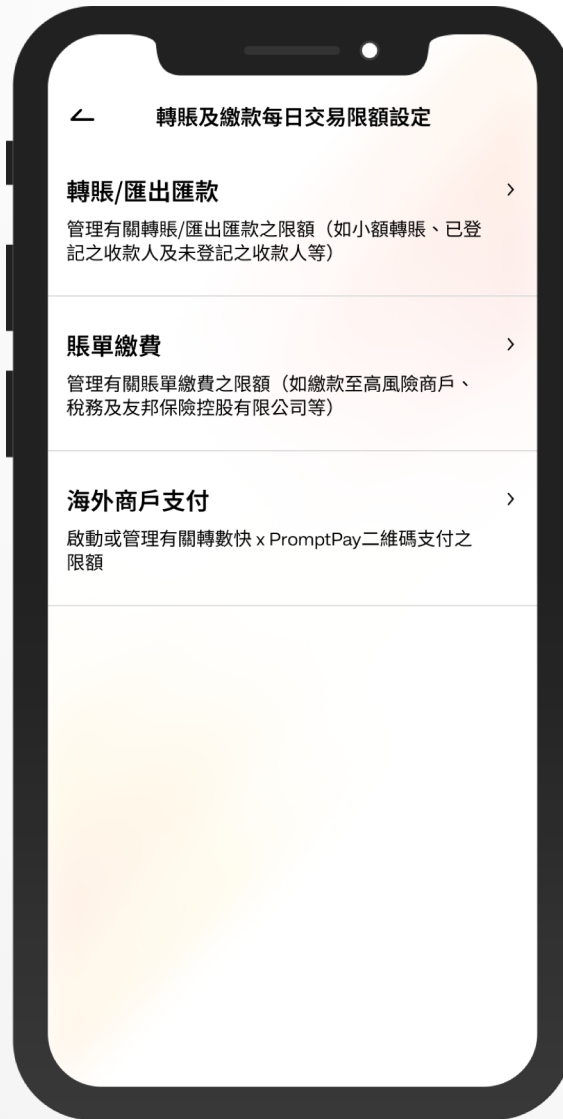 轉賬及繳款每日交易限額設定
轉賬/匯出匯款
管理有關轉賬/匯出匯款之限額（如小額轉賬、已登
記之收款人及未登記之收款人等）
賬單繳費
管理有關賬單繳費之限額（如繳款至高風險商戶、
稅務及友邦保險控股有限公司等）
海外商戶支付
啟動或管理有關轉數快 x PromptPay二維碼支付之
限額